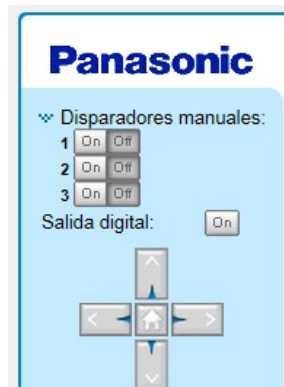 Panasonic
Disparadores manuales:
1 On Off
2 On Off
3 On Off
Salida digital: On